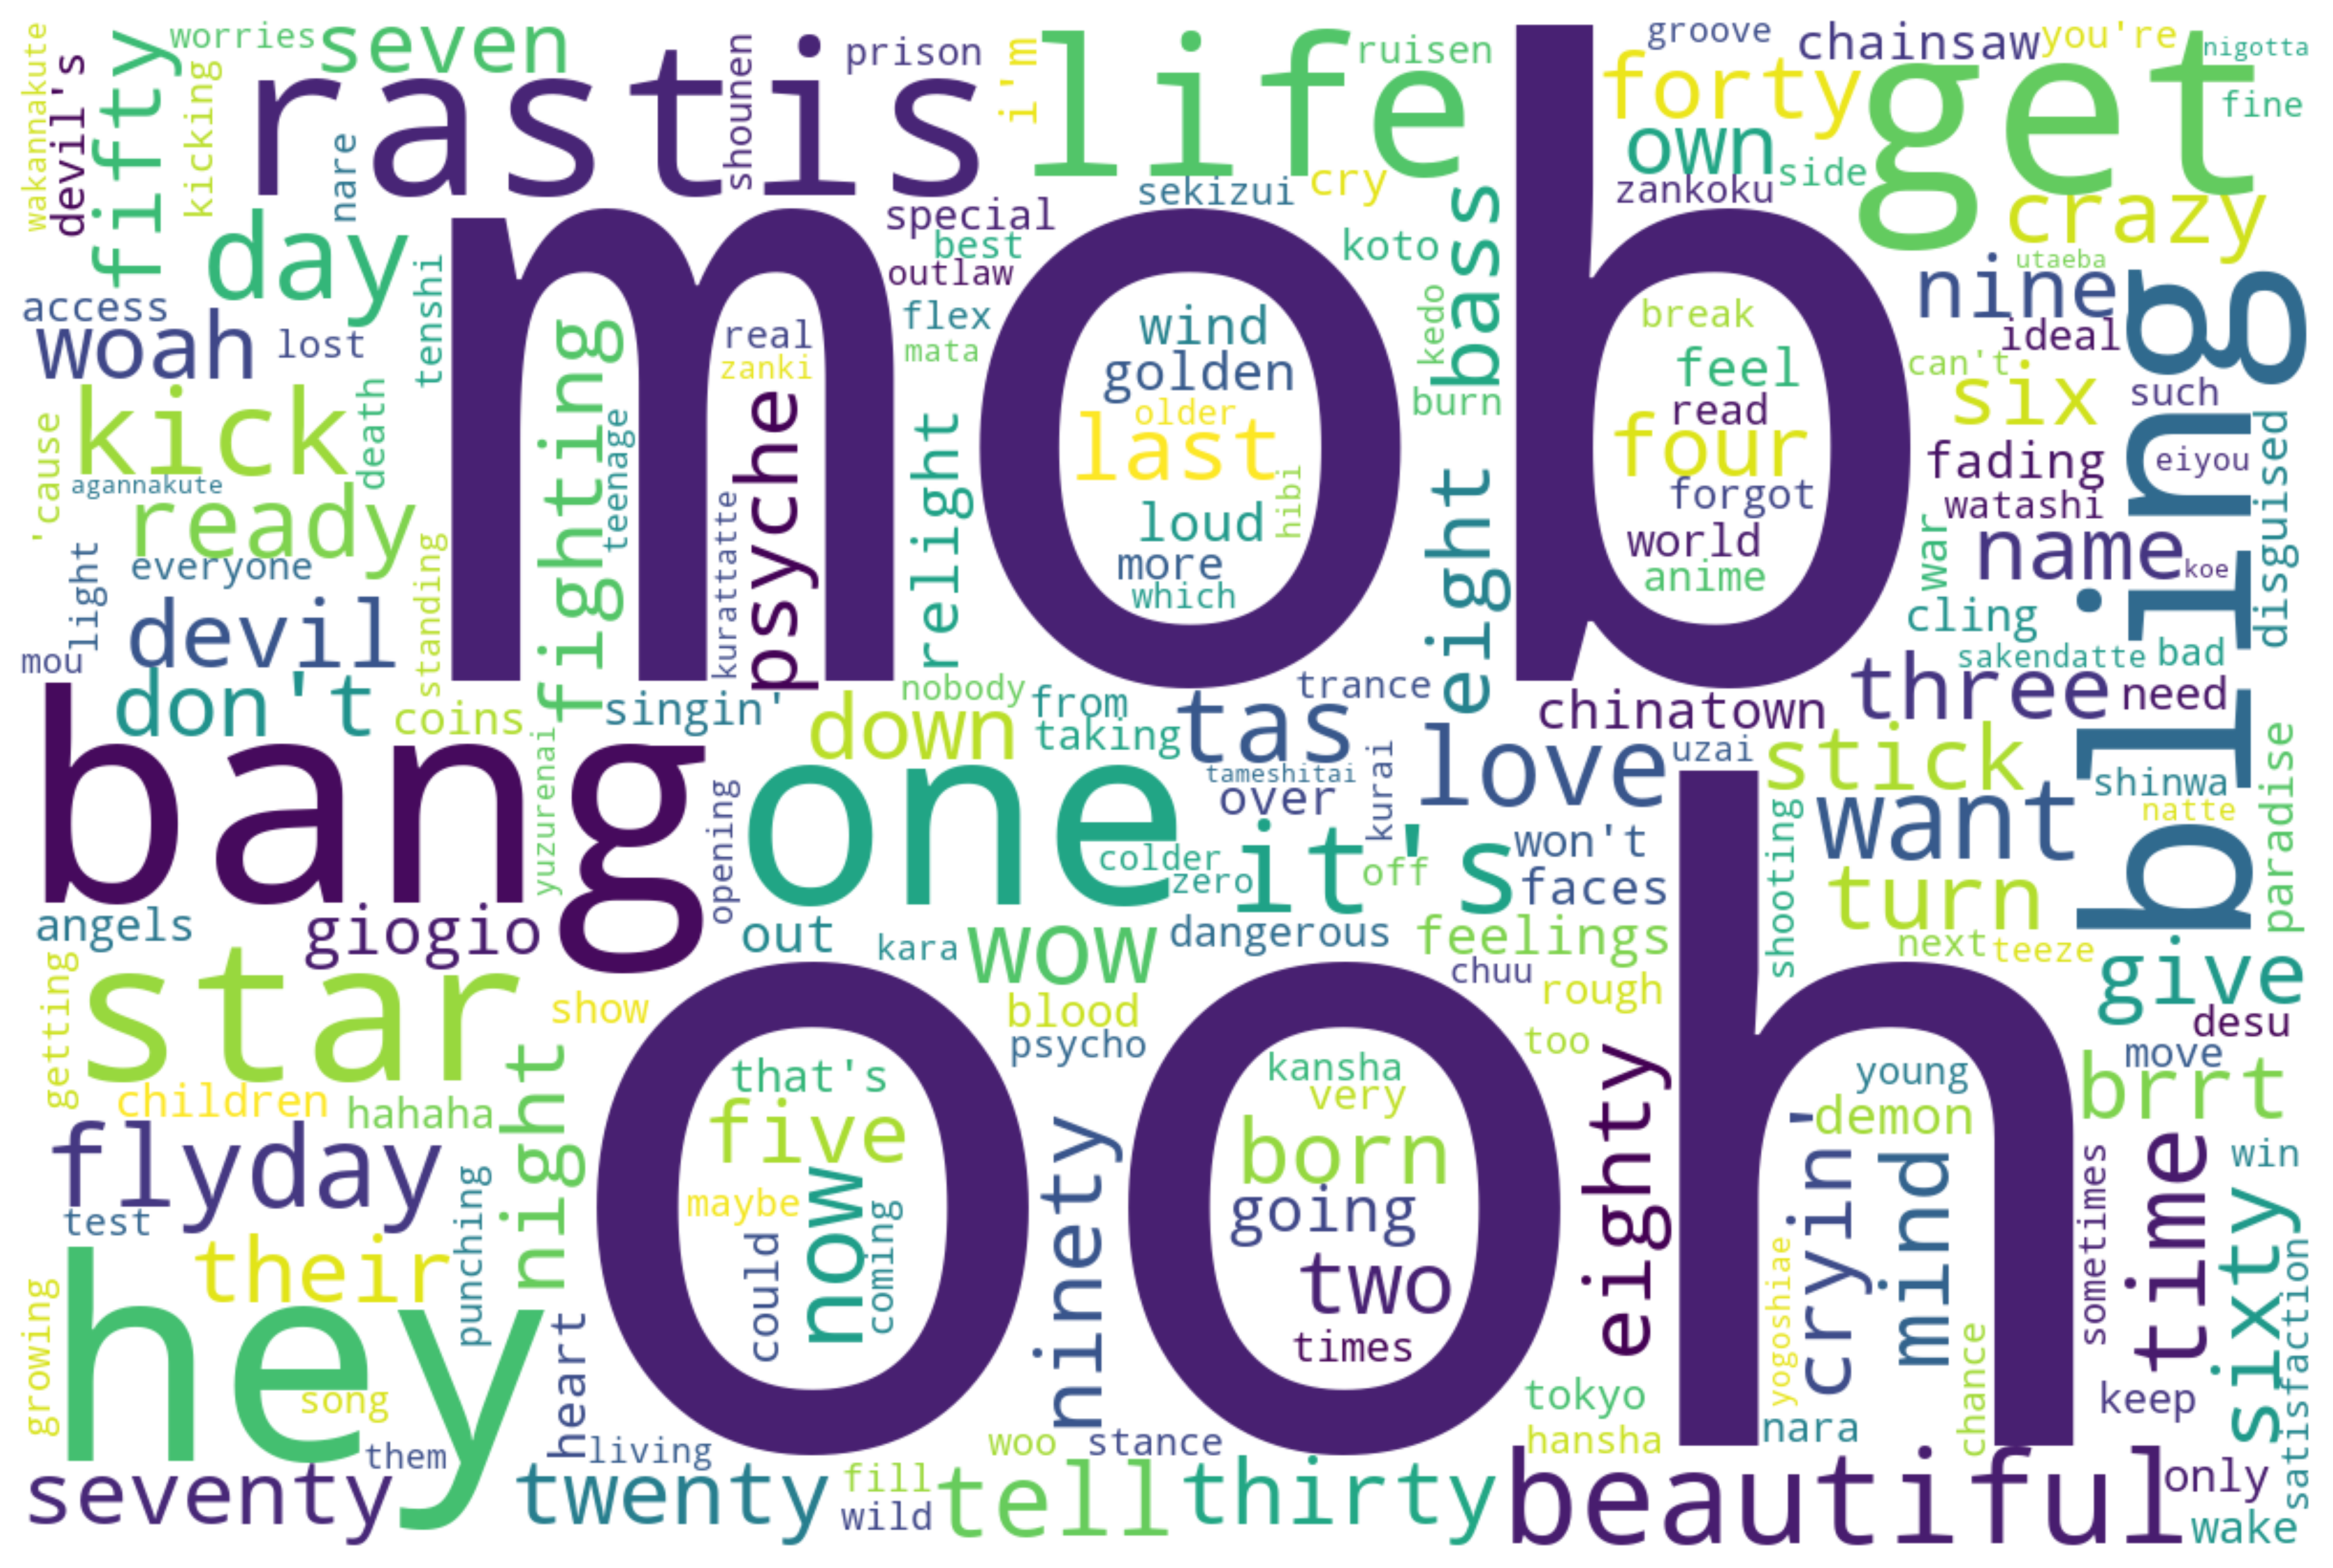 wakannakute
devil's
fifty
worries
kicking
seven
nare
rastis
shounen
prison
i'm
life
ruisen
groove
chainsaw
you're
nigotta
fine
forty
get
own
side
zankoku
crazy
day
tenshi
special
best
outlaw
sekizui
cry
koto
bass
kedo
burn
utaeba
nine
ideal
access
woah
lost
mob
real
zanki
flex
mata
wind
golden
older
last
loud
hibi
more
which
break
feel
read
four
forgot
world
anime
can't
six
such
bling
'cause
kick
death
agannakute
ready
fighting
teenage
kurattatte
psyche
relight
eight
fading
watashi
eiyou
disguised
war
name
koe
light
everyone
standing
mou
devil
don't
coins
singin'
nobody
down
from
taking
tas
trance
cling
sakendatte
bad
three
need
chinatown
bang
yuzurenai
opening
one
tameshitai
over
kurai
love
uzai
stick
shinwa
natte
paradise
want
shooting
colder
zero
it's
off
won't
faces
turn
angels
giogio
out
kara
wow
dangerous
feelings
next
teeze
getting
star
show
blood
psycho
chuu
rough
too
give
desu
move
children
hahaha
night
oooh
that's
five
maybe
now
could
coming
kansha
very
born
going
two
times
young
demon
cryin'
mind
brrt
flyday
test
punching
ninety
eighty
yogoshiae
sometimes
time
win
sixty
satisfaction
their
growing
hey
song
heart
chance
tokyo
hansha
nara
keep
them
living
woo
stance
seventy
twenty
fill
wild
tell
thirty
beautiful
only
wake